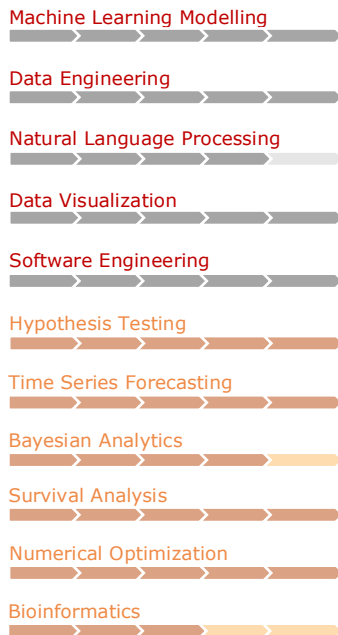 Machine Learning Modelling
Data Engineering
Natural Language Processing
Data Visualization
Software Engineering
Hypothesis Testing
Time Series Forecasting
Bayesian Analytics
Survival Analysis
Numerical Optimization
Bioinformatics